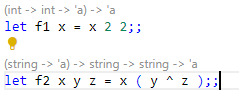 (int -> int -> 'a) -> 'a
let f1 x = x 2 2;;
(string -> 'a) -> string -> string -> 'a
let f2 x y z = x ( y ^ z );;